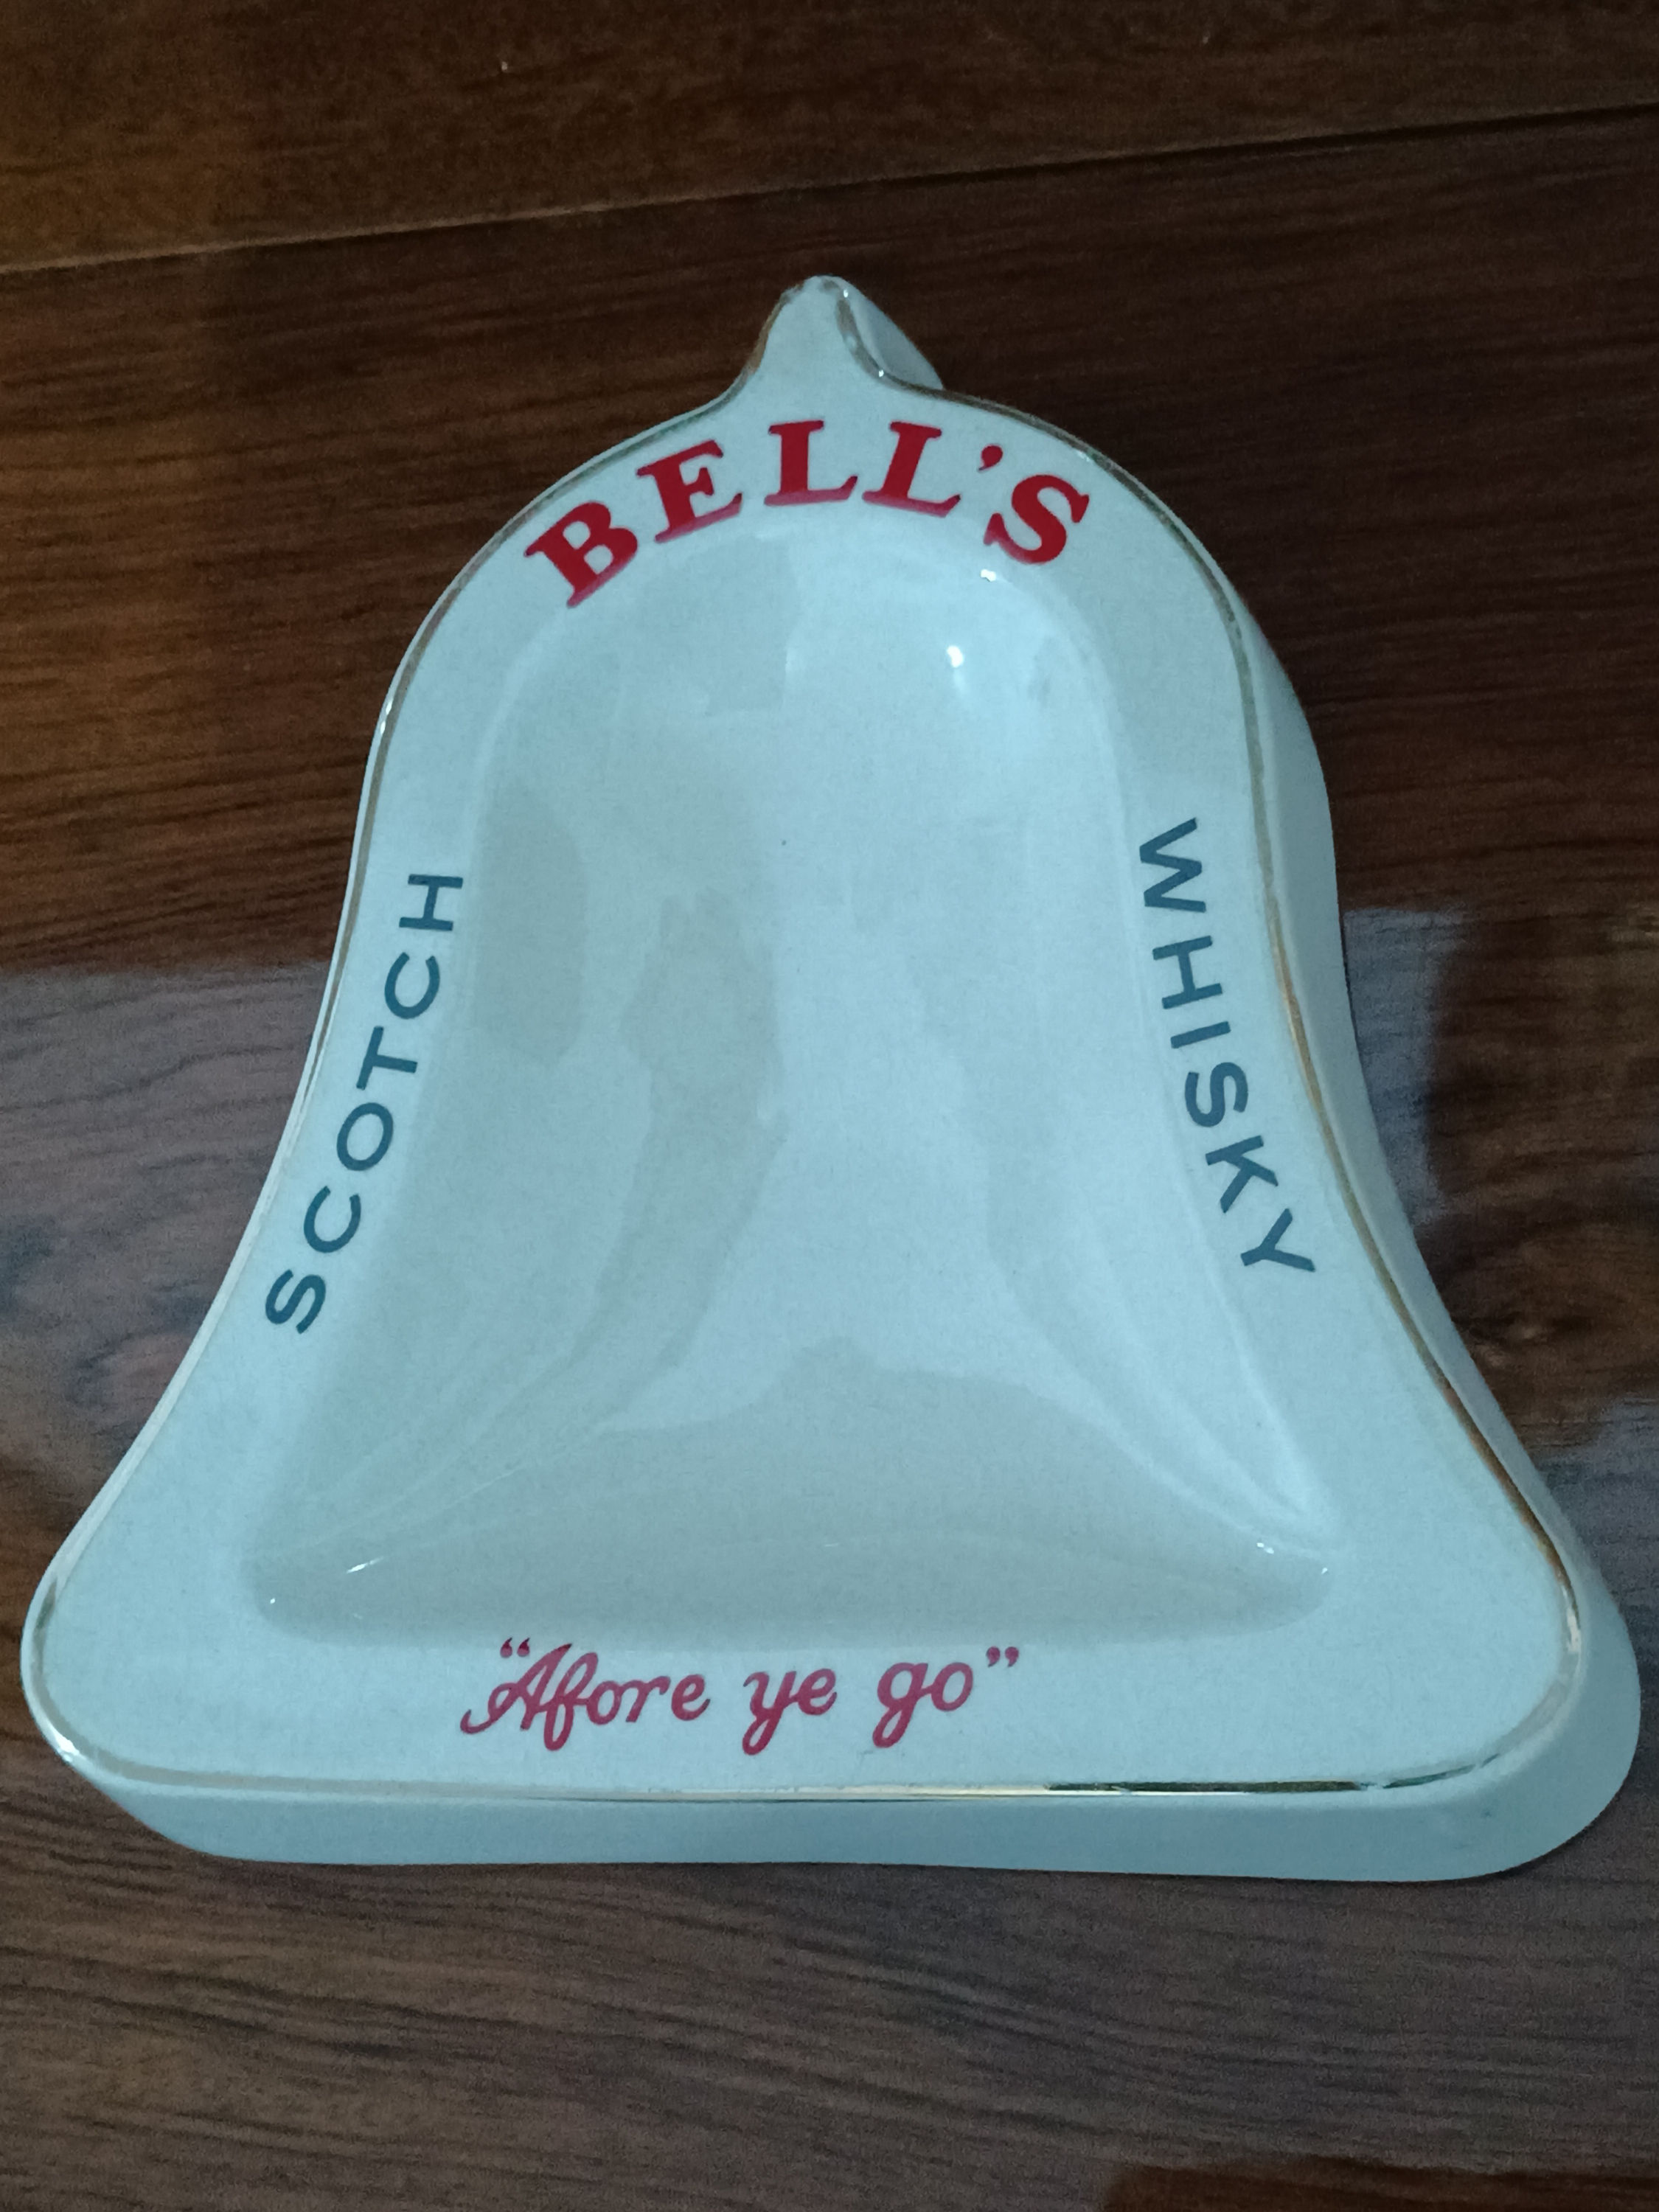 BELL'S
SCOTCH
WHISKY
“Afore ye go”